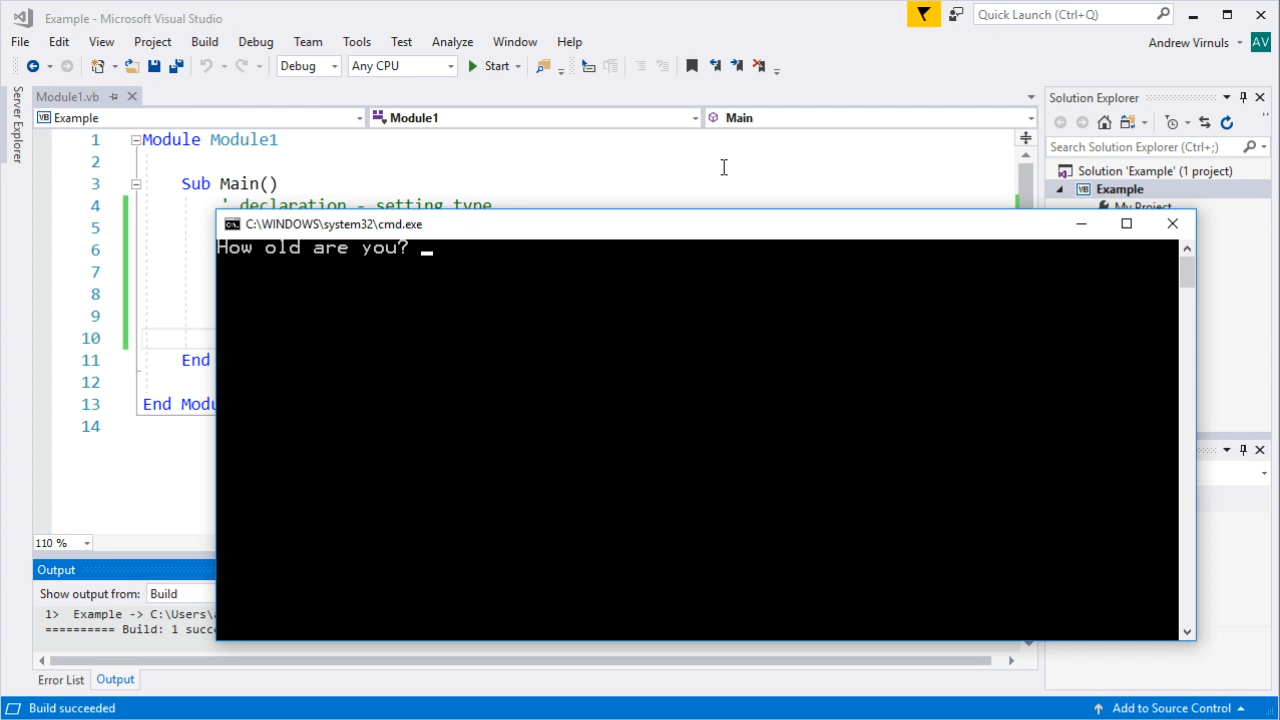 Example - Microsoft Visual Studio
Quick Launch (Ctrl+Q)
File Edit View Project Build Debug Team Tools Test Analyze Window Help
Andrew Virnuls AV
Debug Any CPU Start
Server Explorer
Module1.vb
Example Module1 Main
1 Module Module1
2
3 Sub Main()
4 ' declaration - setting type
5
6
7
8
9
10
11 End
12
13 End Modu
14
C:\WINDOWS\system32\cmd.exe
How old are you? _
Solution Explorer
Search Solution Explorer (Ctrl+;)
Solution 'Example' (1 project)
Example
My Project
110 %
Output
Show output from: Build
1> Example -> C:\Users\
========== Build: 1 succ
Error List Output
Build succeeded
Add to Source Control